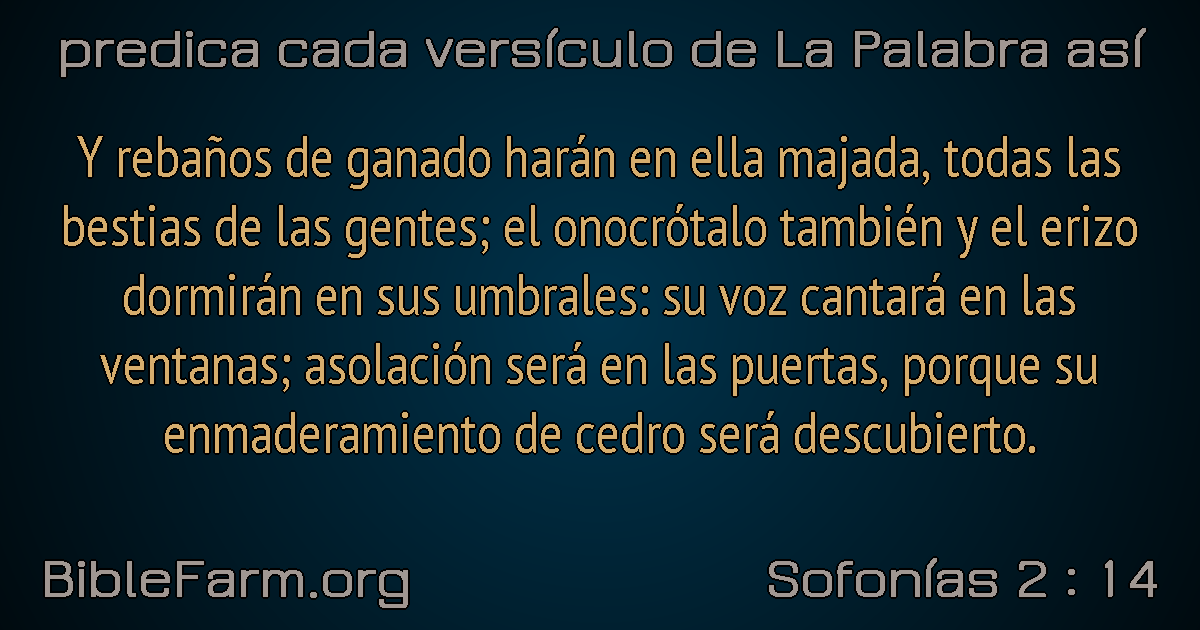 predica cada versículo de La Palabra así
Y rebaños de ganado harán en ella majada, todas las
bestias de las gentes; el onocrótalo también y el erizo
dormirán en sus umbrales: su voz cantará en las
ventanas; asolación será en las puertas, porque su
enmaderamiento de cedro será descubierto.
BibleFarm.org
Sofonías 2 : 14